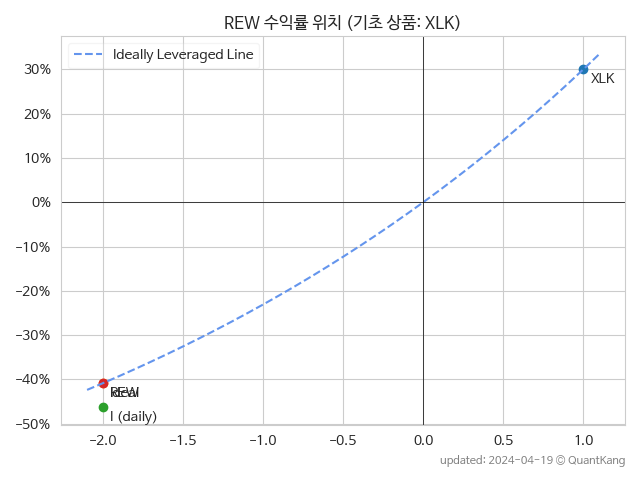 REW 수익률 위치 (기초 상품: XLK)
Ideally Leveraged Line
30%
20%
10%
0%
-10%
-20%
-30%
-40%
-50%
XLK
REW
Ideal
I (daily)
-2.0
-1.5
-1.0
-0.5
0.0
0.5
1.0
updated: 2024-04-19 © QuantKang